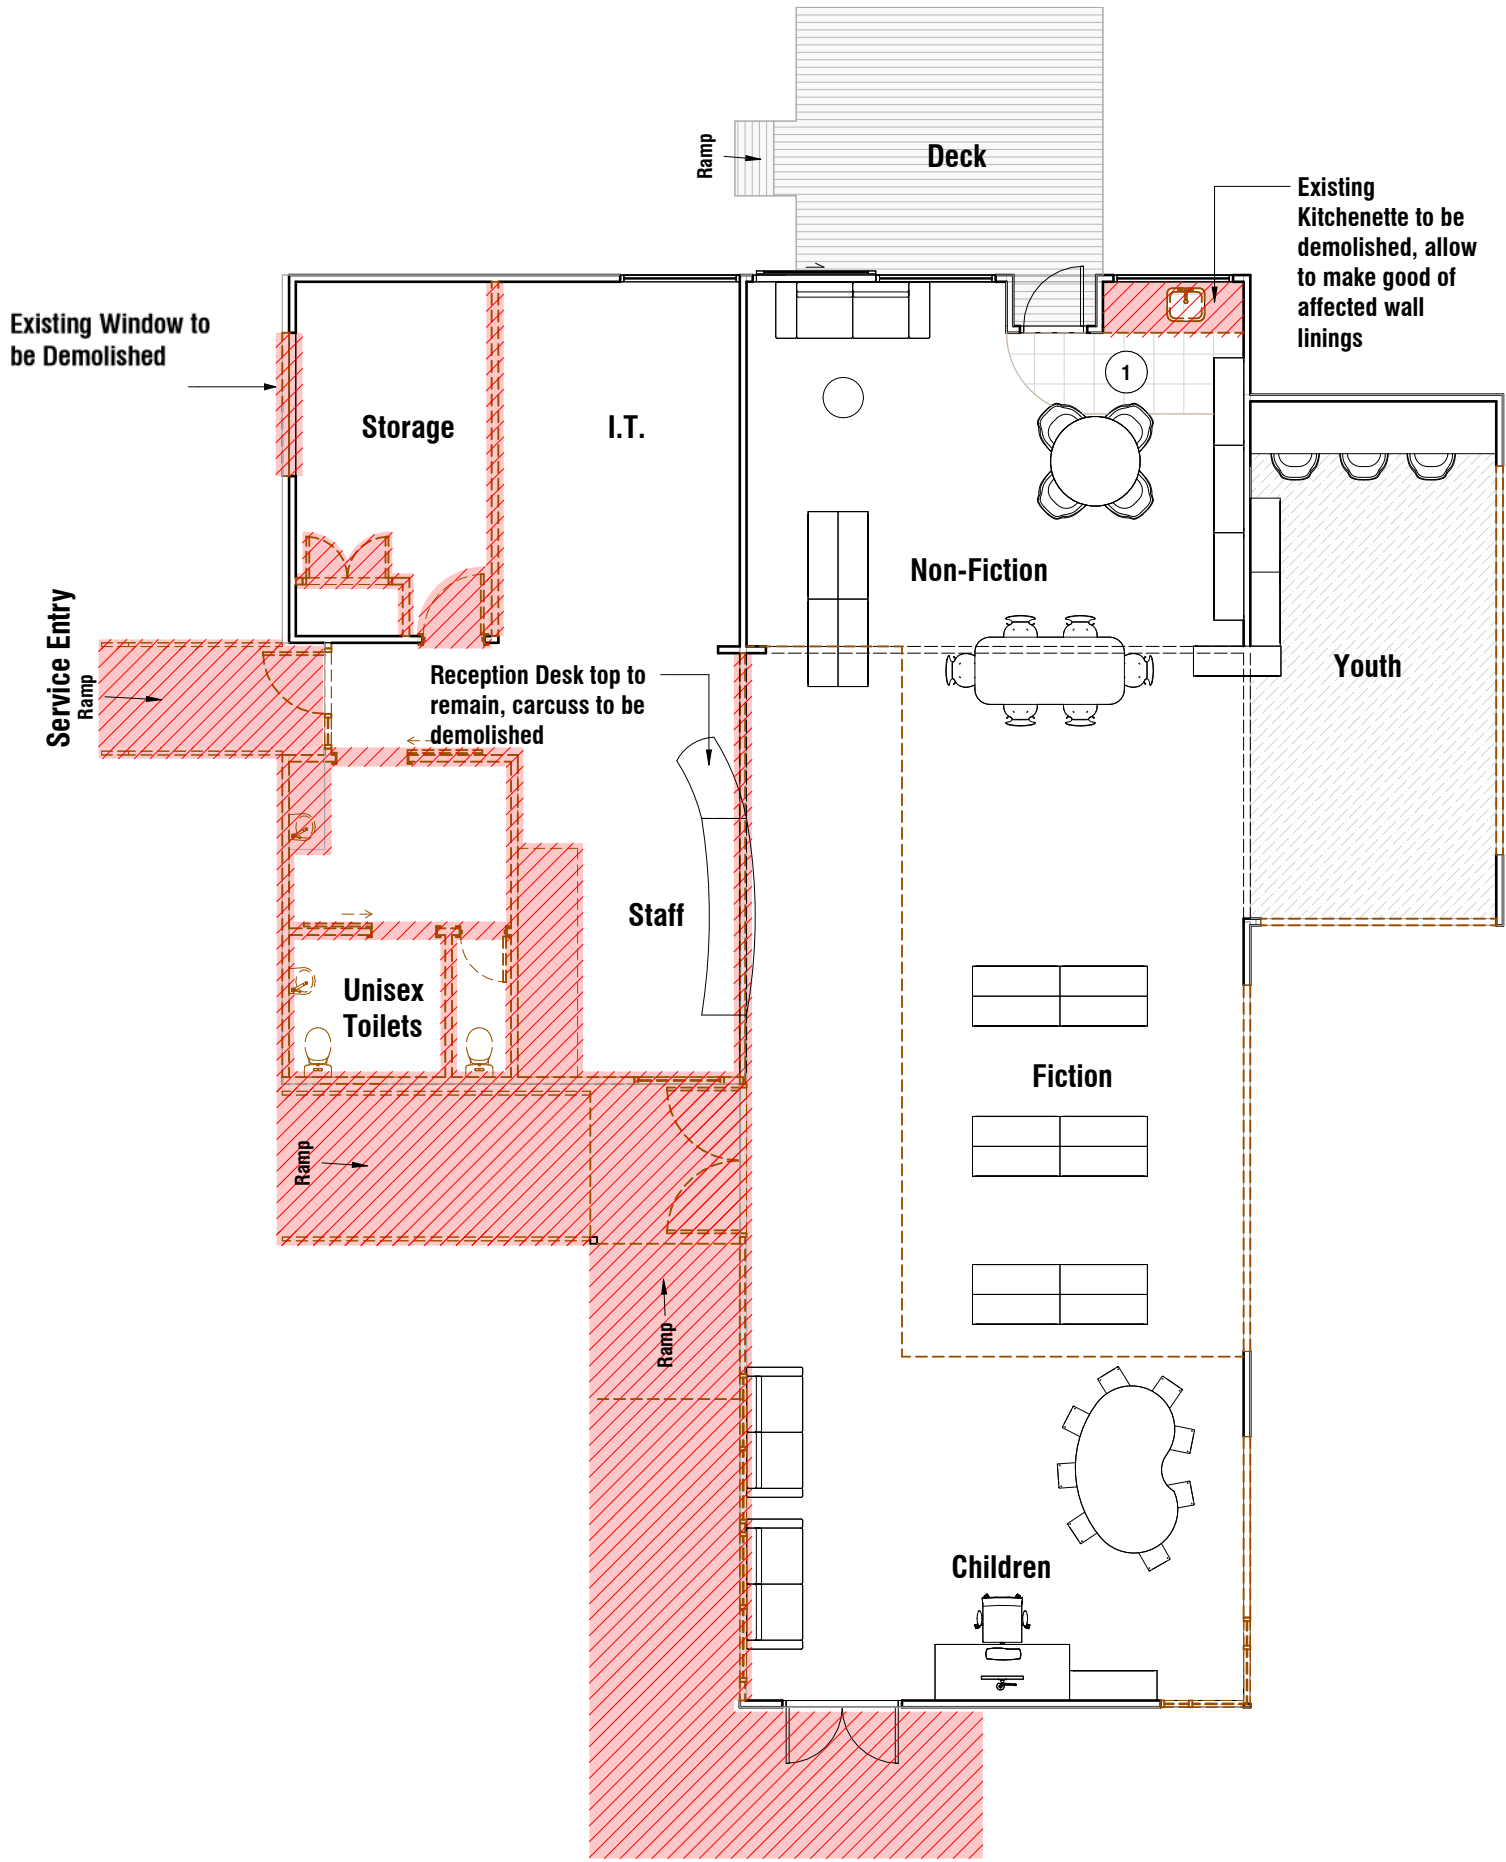 Ramp
Deck
Existing
Kitchenette to be
demolished, allow
to make good of
affected wall
linings
Existing Window to
be Demolished
1
Storage
I.T.
Non-Fiction
Service Entry
Ramp
Reception Desk top to
remain, carcuss to be
demolished
Youth
Staff
Unisex
Toilets
Fiction
Ramp
Ramp
Children